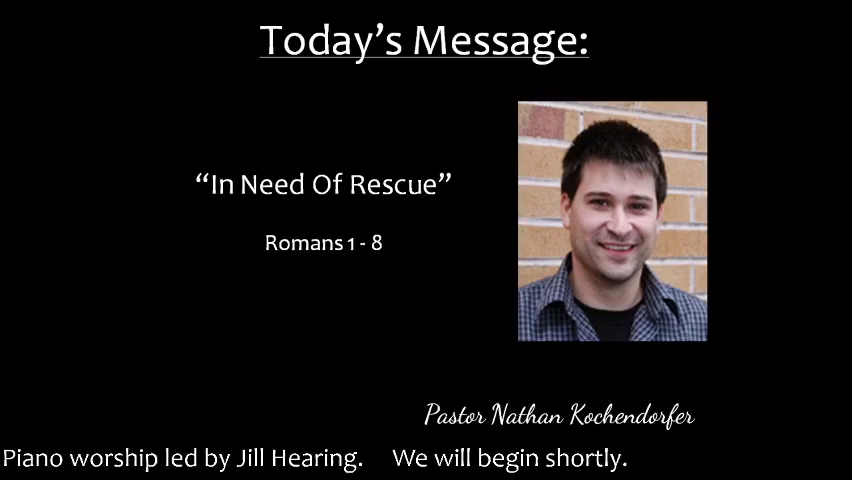 Today’s Message:
“In Need Of Rescue”
Romans 1 - 8
Pastor Nathan Kochendorfer
Piano worship led by Jill Hearing. We will begin shortly.